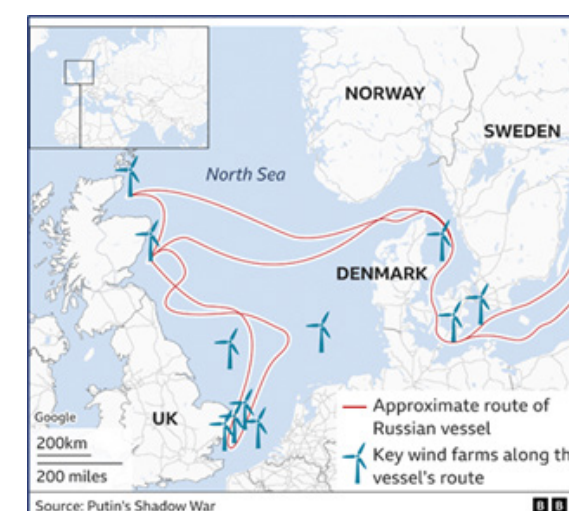 NORWAY
SWEDEN
North Sea
DENMARK
UK
Google
200km
200 miles
Approximate route of
Russian vessel
Key wind farms along th
vessel's route
Source: Putin's Shadow War
B B